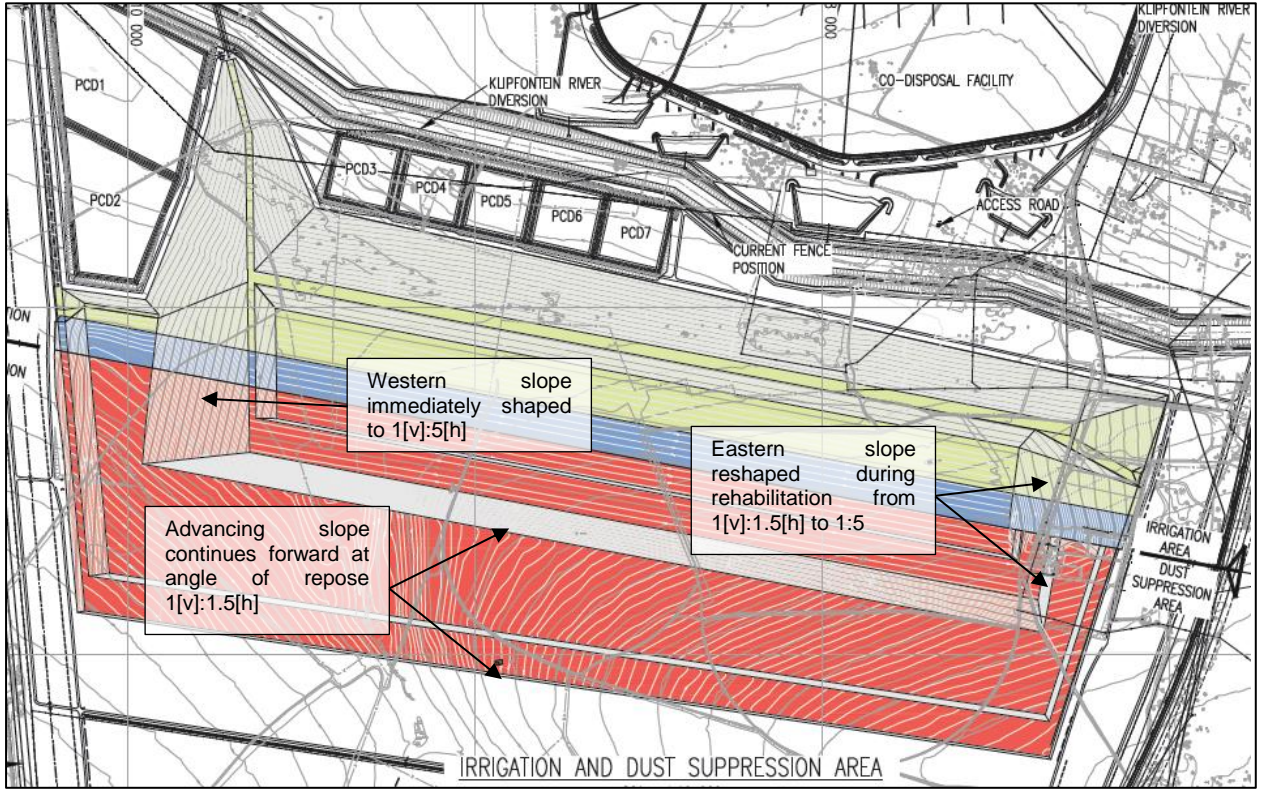 10 000
KLIPFONTEIN RIVER
DIVERSION
PCD1
KLIPFONTEIN RIVER
DIVERSION
CO-DISPOSAL FACILITY
PCD2
PCD3
PCD4
PCD5
PCD6
PCD7
ACCESS ROAD
CURRENT FENCE
POSITION
Western slope
immediately shaped
to 1[v]:5[h]
Eastern slope
reshaped during
rehabilitation from
1[v]:1.5[h] to 1:5
Advancing slope
continues forward at
angle of repose
1[v]:1.5[h]
IRRIGATION
AREA
DUST
SUPPRESSION
AREA
IRRIGATION AND DUST SUPPRESSION AREA